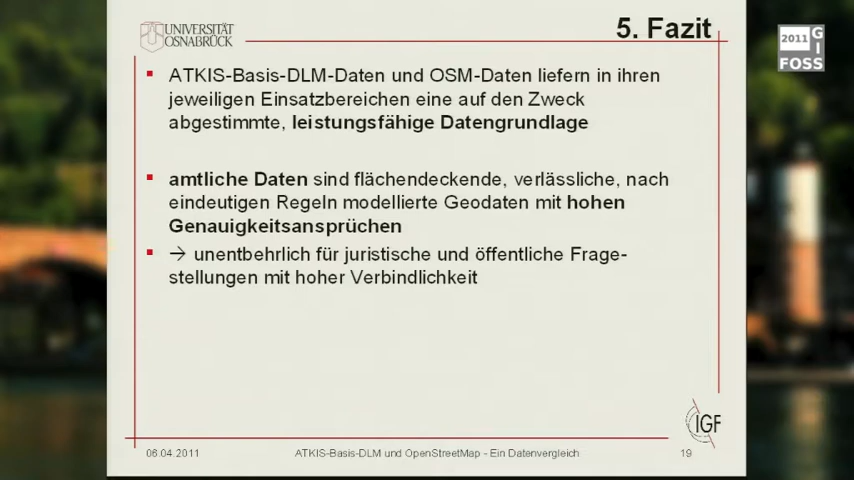 UNIVERSITÄT
OSNABRÜCK
5. Fazit
2011 GI
FOSS
ATKIS-Basis-DLM-Daten und OSM-Daten liefern in ihren
jeweiligen Einsatzbereichen eine auf den Zweck
abgestimmte, leistungsfähige Datengrundlage
amtliche Daten sind flächendeckende, verlässliche, nach
eindeutigen Regeln modellierte Geodaten mit hohen
Genauigkeitsansprüchen
→ unentbehrlich für juristische und öffentliche Frage-
stellungen mit hoher Verbindlichkeit
IGF
06.04.2011
ATKIS-Basis-DLM und OpenStreetMap - Ein Datenvergleich
19